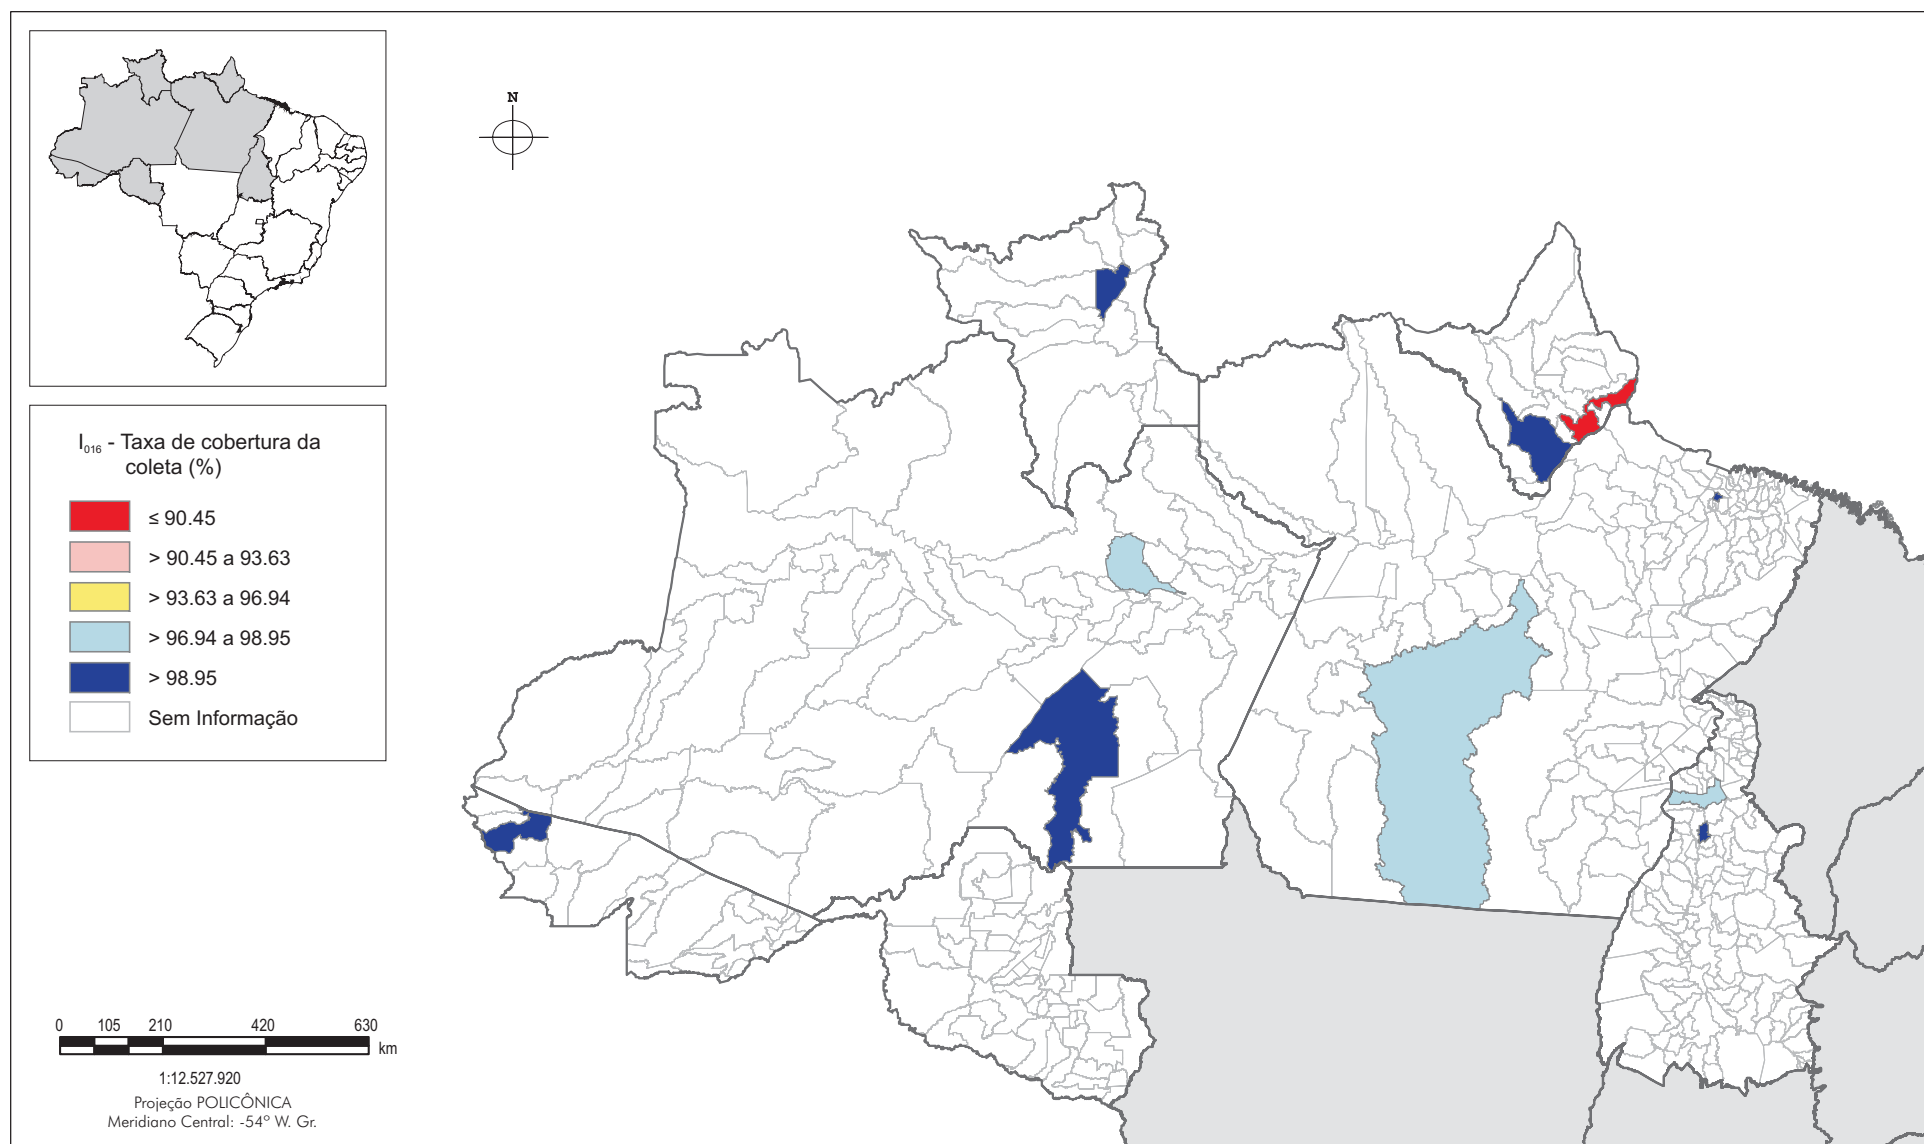 N
I016 - Taxa de cobertura da
coleta (%)
≤ 90.45
> 90.45 a 93.63
> 93.63 a 96.94
> 96.94 a 98.95
> 98.95
Sem Informação
0 105 210 420 630
km
1:12.527.920
Projeção POLICÔNICA
Meridiano Central: -54º W. Gr.